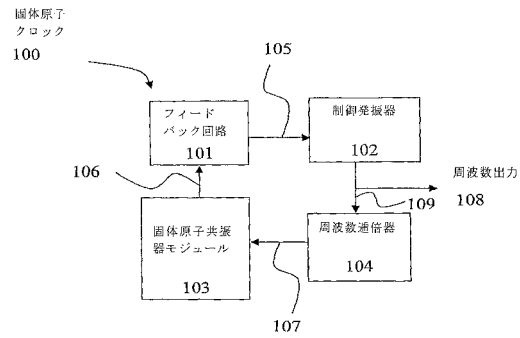 固体原子
クロック
100
105
フィード
バック回路
101
制御発振器
102
106
109
周波数出力
108
固体原子共振
器モジュール
103
周波数逓倍器
104
107